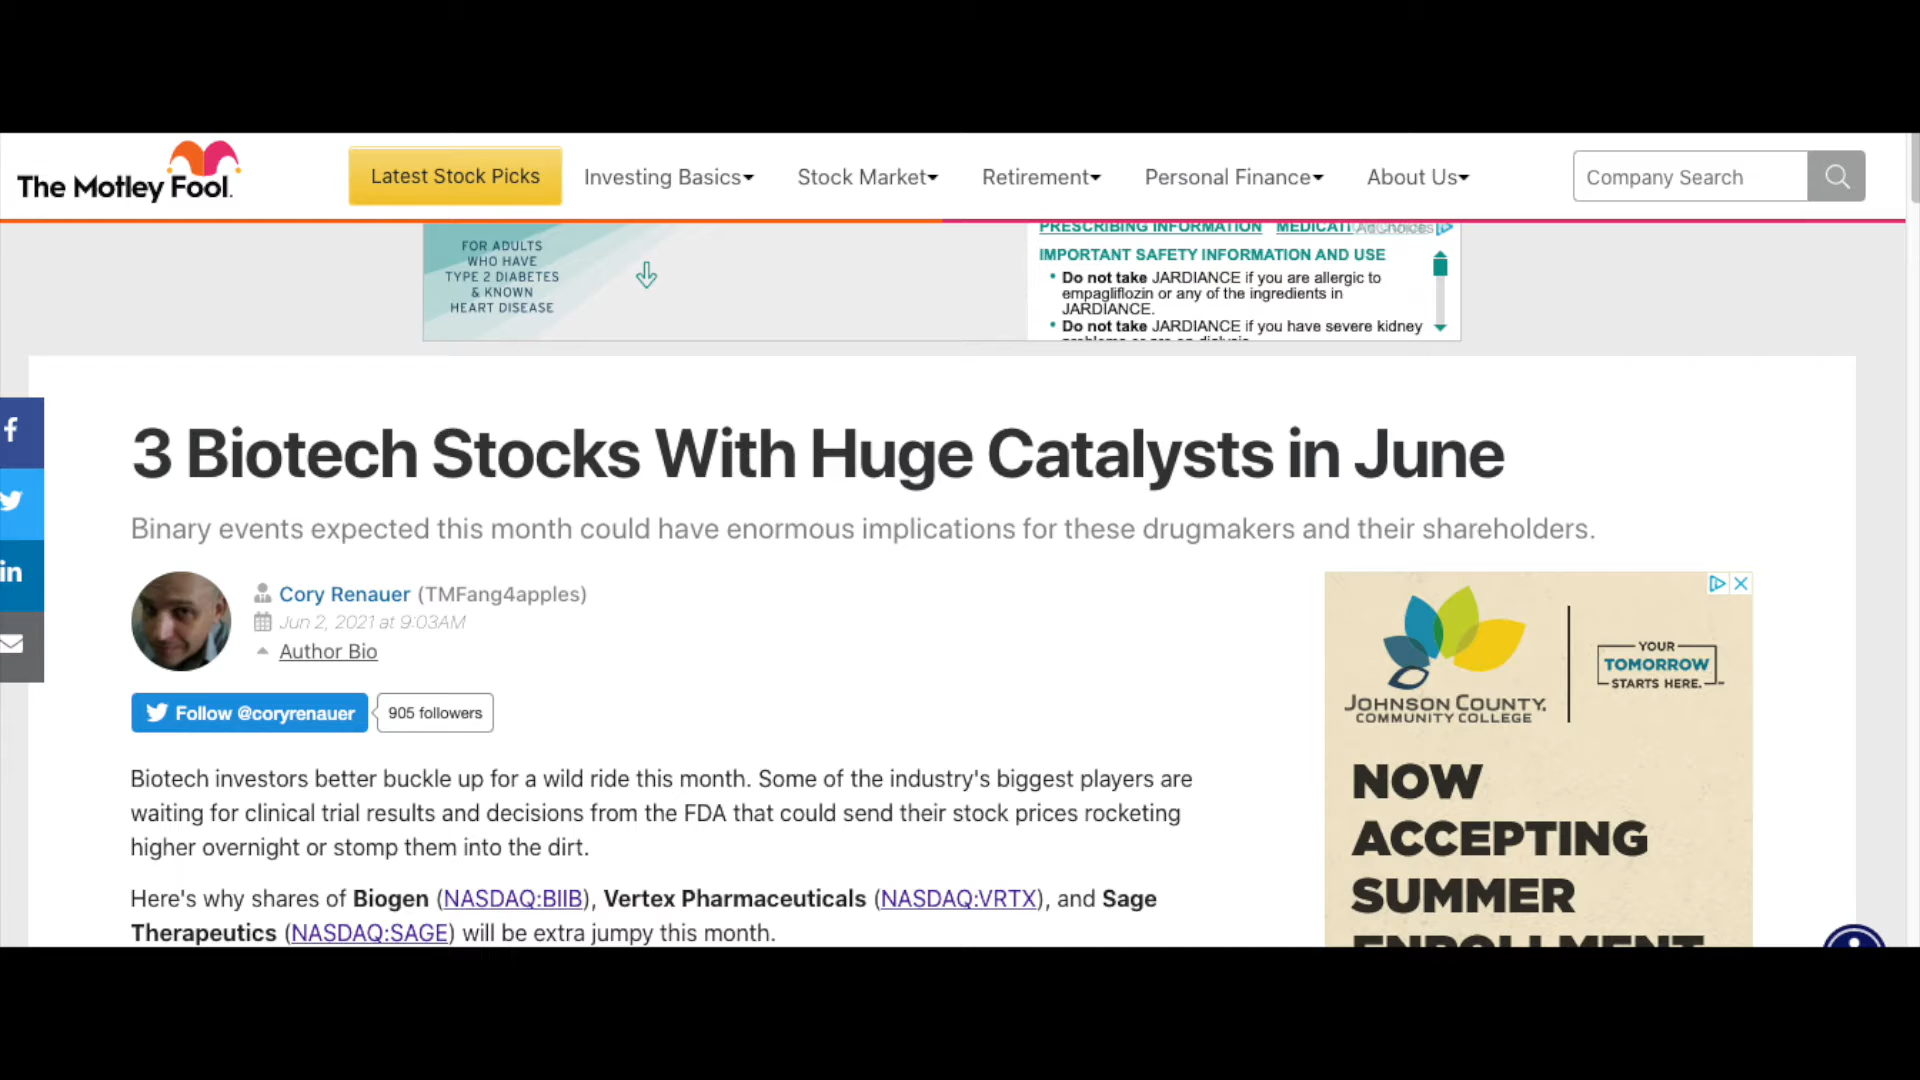 The Motley Fool.
Latest Stock Picks
Investing Basics
Stock Market
Retirement
Personal Finance
About Us
Company Search
FOR ADULTS
WHO HAVE
TYPE 2 DIABETES
& KNOWN
HEART DISEASE
PRESCRIBING INFORMATION MEDICATI AdChoices
IMPORTANT SAFETY INFORMATION AND USE
• Do not take JARDIANCE if you are allergic to
empagliflozin or any of the ingredients in
JARDIANCE.
• Do not take JARDIANCE if you have severe kidney
3 Biotech Stocks With Huge Catalysts in June
Binary events expected this month could have enormous implications for these drugmakers and their shareholders.
Cory Renauer (TMFang4apples)
Jun 2, 2021 at 9:03AM
Author Bio
Follow @coryrenauer
905 followers
Biotech investors better buckle up for a wild ride this month. Some of the industry's biggest players are
waiting for clinical trial results and decisions from the FDA that could send their stock prices rocketing
higher overnight or stomp them into the dirt.
Here's why shares of Biogen (NASDAQ:BIIB), Vertex Pharmaceuticals (NASDAQ:VRTX), and Sage
Therapeutics (NASDAQ:SAGE) will be extra jumpy this month.
JOHNSON COUNTY
COMMUNITY COLLEGE
YOUR
TOMORROW
STARTS HERE.
NOW
ACCEPTING
SUMMER
ENROLLMENT
f
in